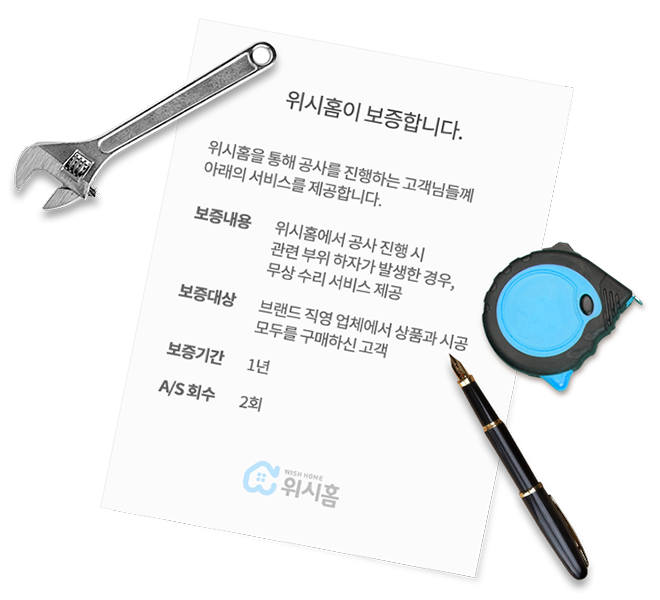 위시홈이 보증합니다.
위시홈을 통해 공사를 진행하는 고객님들꼐
아래의 서비스를 제공합니다.
보증내용 위시홈에서 공사 진행 시
관련 부위 하자가 발생한 경우,
무상 수리 서비스 제공
보증대상 브랜드 직영 업체에서 상품과 시공
모두를 구매하신 고객
보증기간 1년
A/S 회수 2회
WISH HOME
위시홈